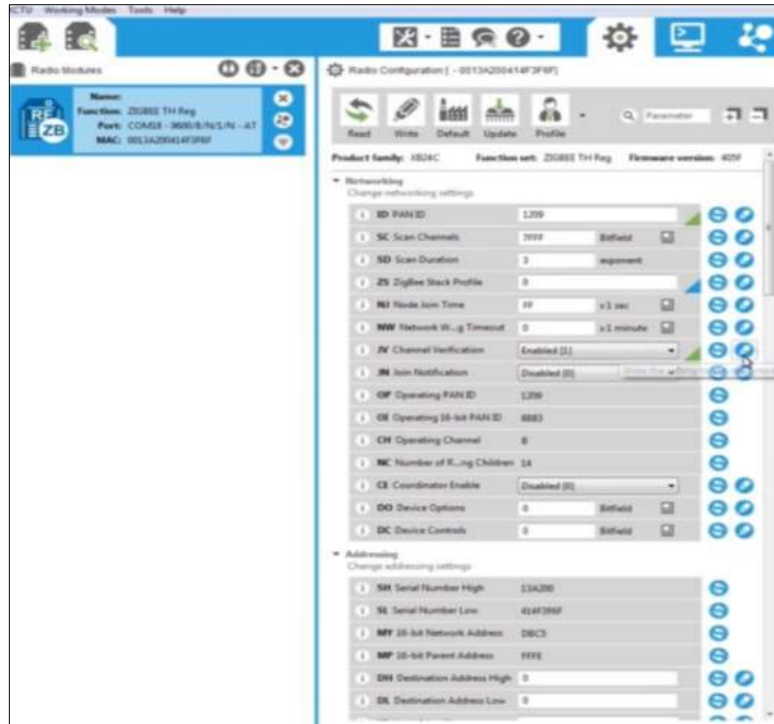 XCTU Working Modes Tools Help
Radio Modules
Radio Configuration [ - 0013A200414F3F6F]
Name:
Function: ZIGBEE TH Reg
Port: COM18 - 9600/8/N/1/N - AT
MAC: 0013A200414F3F6F
Read Write Default Update Profile
Parameter
Product family: XB24C Function set: ZIGBEE TH Reg Firmware version: 405F
Networking
Change networking settings
ID PAN ID 1209
SC Scan Channels 7FFF Bitfield
SD Scan Duration 3 exponent
ZS ZigBee Stack Profile 0
NJ Node Join Time FF x 1 sec
NW Network W...g Timeout 0 x 1 minute
JV Channel Verification Enabled [1]
JN Join Notification Disabled [0]
OP Operating PAN ID 1209
OI Operating 16-bit PAN ID
CH Operating Channel
NC Number of R...ng Children 14
CE Coordinator Enable Disabled [0]
DO Device Options 0 Bitfield
DC Device Controls 0 Bitfield
Addressing
Change addressing settings
SH Serial Number High 13A200
SL Serial Number Low 414F3F6F
MY 16-bit Network Address DBC5
MP 16-bit Parent Address FFFE
DH Destination Address High 0
DL Destination Address Low 0